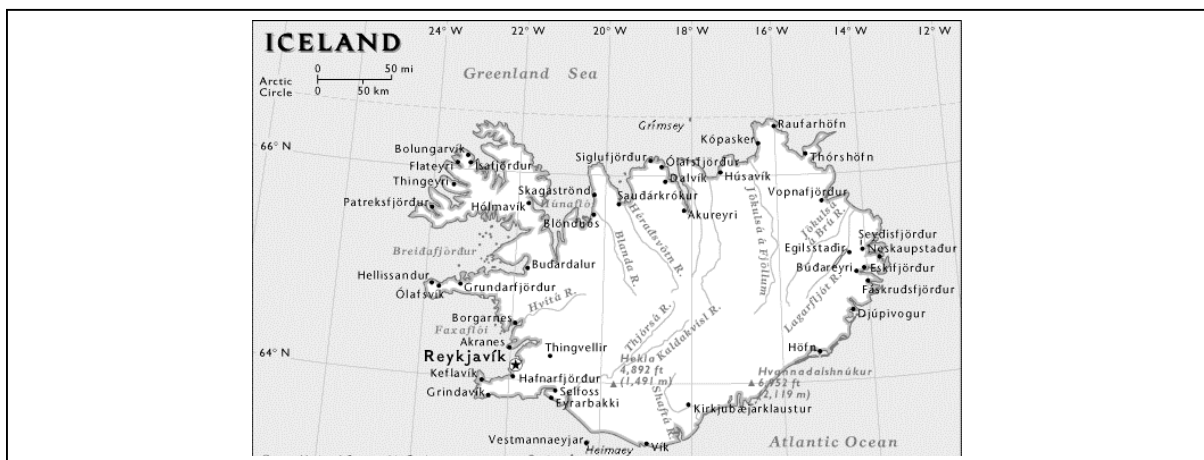 24° W 22° W 20° W 18° W 16° W 14° W 12° W
ICELAND
0 50 mi
Arctic
Circle
0 50 km
Greenland Sea
Grímsey
Raufarhöfn
Kópasker
66° N
Bolungarvík
Siglufjörður
Ólafsfjörður
Thórshöfn
Flateyri
Ísafjörður
Dalvík
Húsavík
Thingeyri
Skagaströnd
Sauðárkrókur
Vopnafjörður
Patreksfjörður
Hólmavík
Húnaflói
Akureyri
Blönduós
Jökulsá
á Brú R.
Seyðisfjörður
Breiðafjörður
Blanda R.
Héradsvötn R.
Jökulsá á Fjöllum
Egilsstaðir
Neskaupstaður
Hellissandur
Buðardalur
Búðareyri
Eskifjörður
Grundarfjörður
Fáskruðsfjörður
Ólafsvík
Hvítá R.
Lagarfljót R.
Djúpivogur
Borgarnes
Faxaflói
Thjórsá R.
Kaldakvísl R.
Akranes
Thingvellir
Höfn
64° N
Reykjavík
Hekla
4,892 ft
(1,491 m)
Hvannadalshnúkur
6,952 ft
(2,119 m)
Keflavík
Hafnarfjörður
Grindavík
Selfoss
Eyrarbakki
Skaftá R.
Kirkjubæjarklaustur
Vestmannaeyjar
Heimaey
Vík
Atlantic Ocean